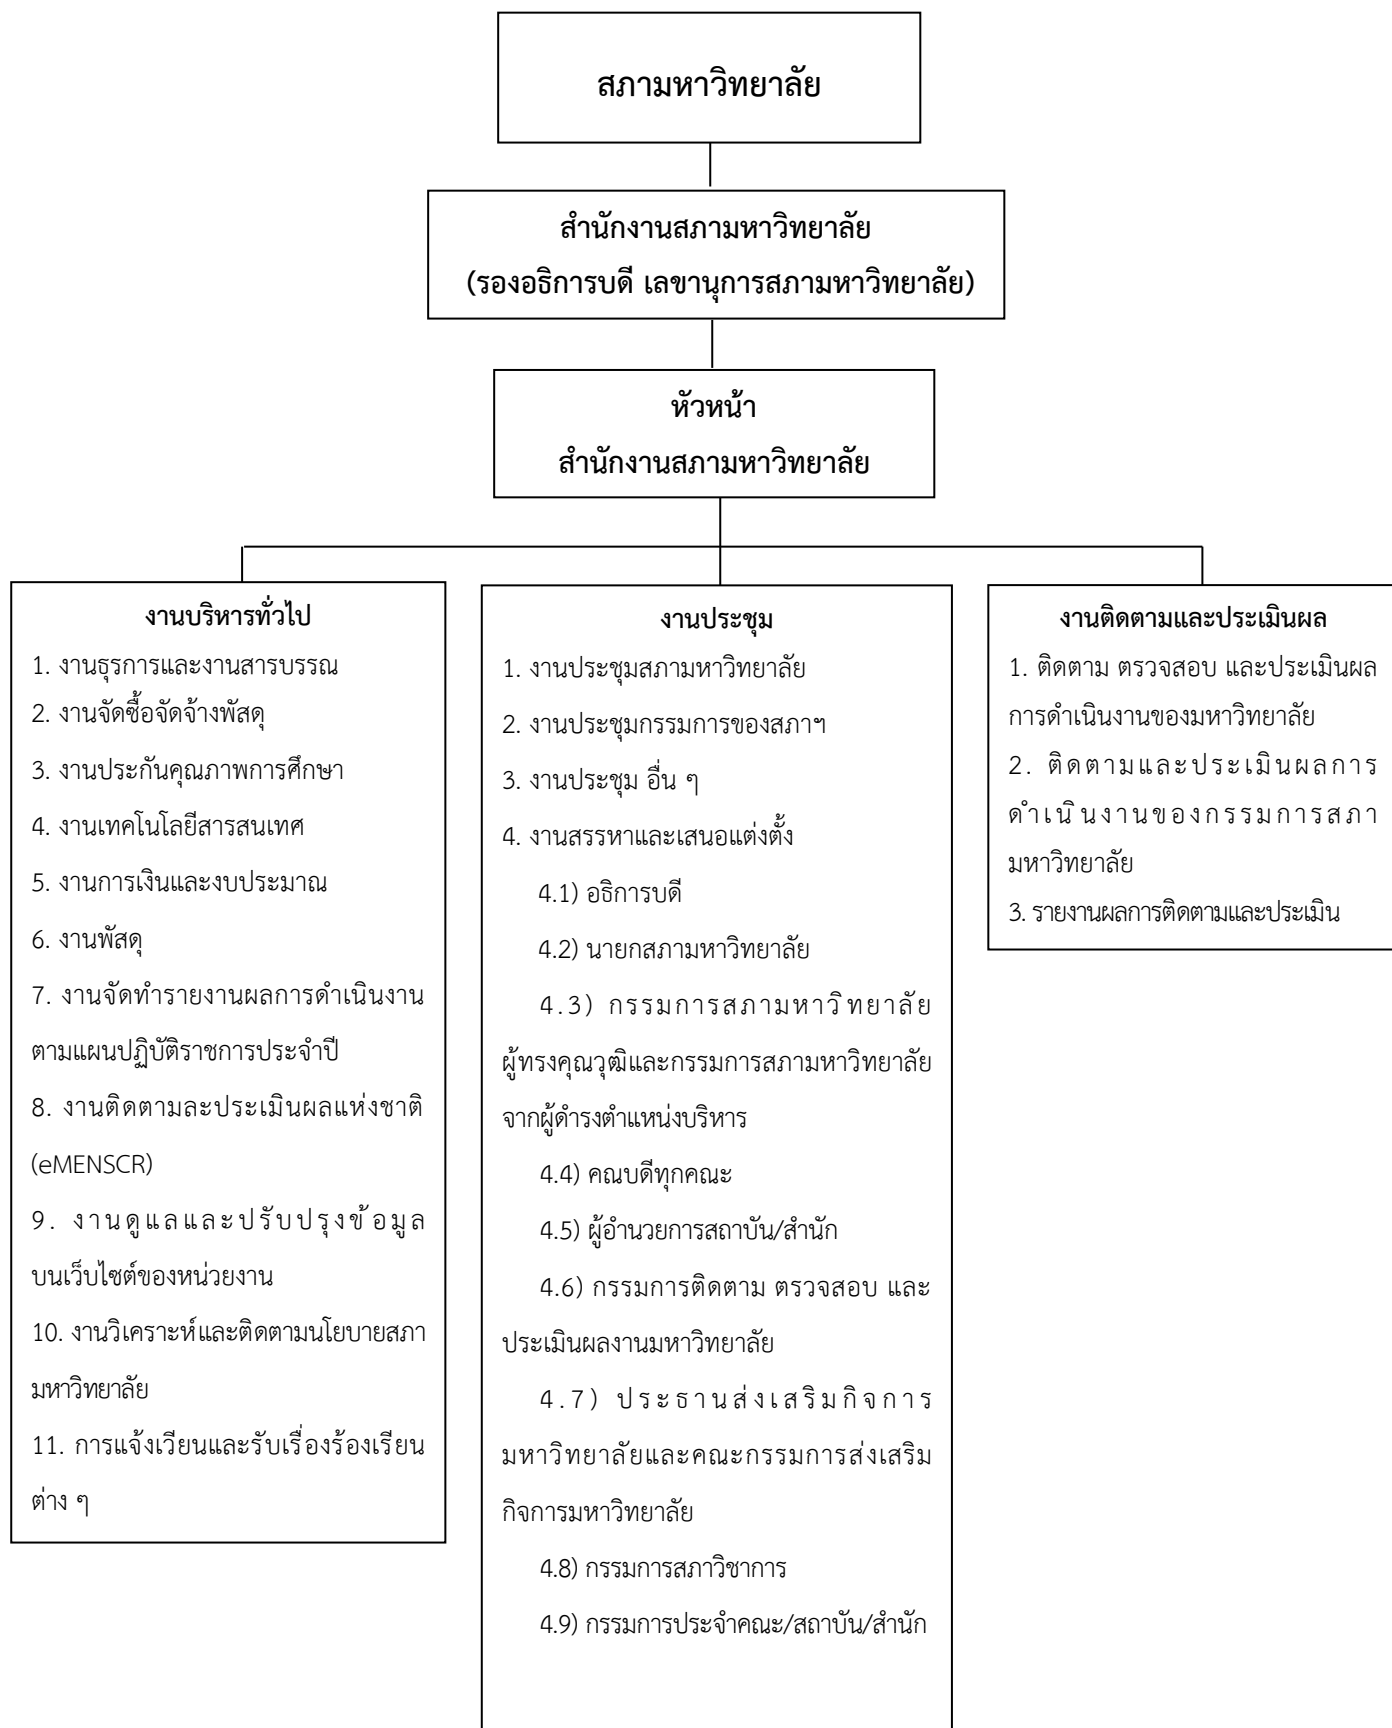 สภามหาวิทยาลัย
สำนักงานสภามหาวิทยาลัย
(รองอธิการบดี เลขานุการสภามหาวิทยาลัย)
หัวหน้า
สำนักงานสภามหาวิทยาลัย
งานบริหารทั่วไป
1. งานธุรการและงานสารบรรณ
2. งานจัดซื้อจัดจ้างพัสดุ
3. งานประกันคุณภาพการศึกษา
4. งานเทคโนโลยีสารสนเทศ
5. งานการเงินและงบประมาณ
6. งานพัสดุ
7. งานจัดทำรายงานผลการดำเนินงาน
ตามแผนปฏิบัติราชการประจำปี
8. งานติดตามละประเมินผลแห่งชาติ
(eMENSCR)
9. งานดูแลและปรับปรุงข้อมูล
บนเว็บไซต์ของหน่วยงาน
10. งานวิเคราะห์และติดตามนโยบายสภา
มหาวิทยาลัย
11. การแจ้งเวียนและรับเรื่องร้องเรียน
ต่าง ๆ
งานประชุม
1. งานประชุมสภามหาวิทยาลัย
2. งานประชุมกรรมการของสภาฯ
3. งานประชุม อื่น ๆ
4. งานสรรหาและเสนอแต่งตั้ง
4.1) อธิการบดี
4.2) นายกสภามหาวิทยาลัย
4.3) กรรมการสภามหาวิทยาลัย
ผู้ทรงคุณวุฒิและกรรมการสภามหาวิทยาลัย
จากผู้ดำรงตำแหน่งบริหาร
4.4) คณบดีทุกคณะ
4.5) ผู้อำนวยการสถาบัน/สำนัก
4.6) กรรมการติดตาม ตรวจสอบ และ
ประเมินผลงานมหาวิทยาลัย
4.7) ประธานส่งเสริมกิจการ
มหาวิทยาลัยและคณะกรรมการส่งเสริม
กิจการมหาวิทยาลัย
4.8) กรรมการสภาวิชาการ
4.9) กรรมการประจำคณะ/สถาบัน/สำนัก
งานติดตามและประเมินผล
1. ติดตาม ตรวจสอบ และประเมินผล
การดำเนินงานของมหาวิทยาลัย
2. ติดตามและประเมินผลการ
ดำเนินงานของกรรมการสภา
มหาวิทยาลัย
3. รายงานผลการติดตามและประเมิน